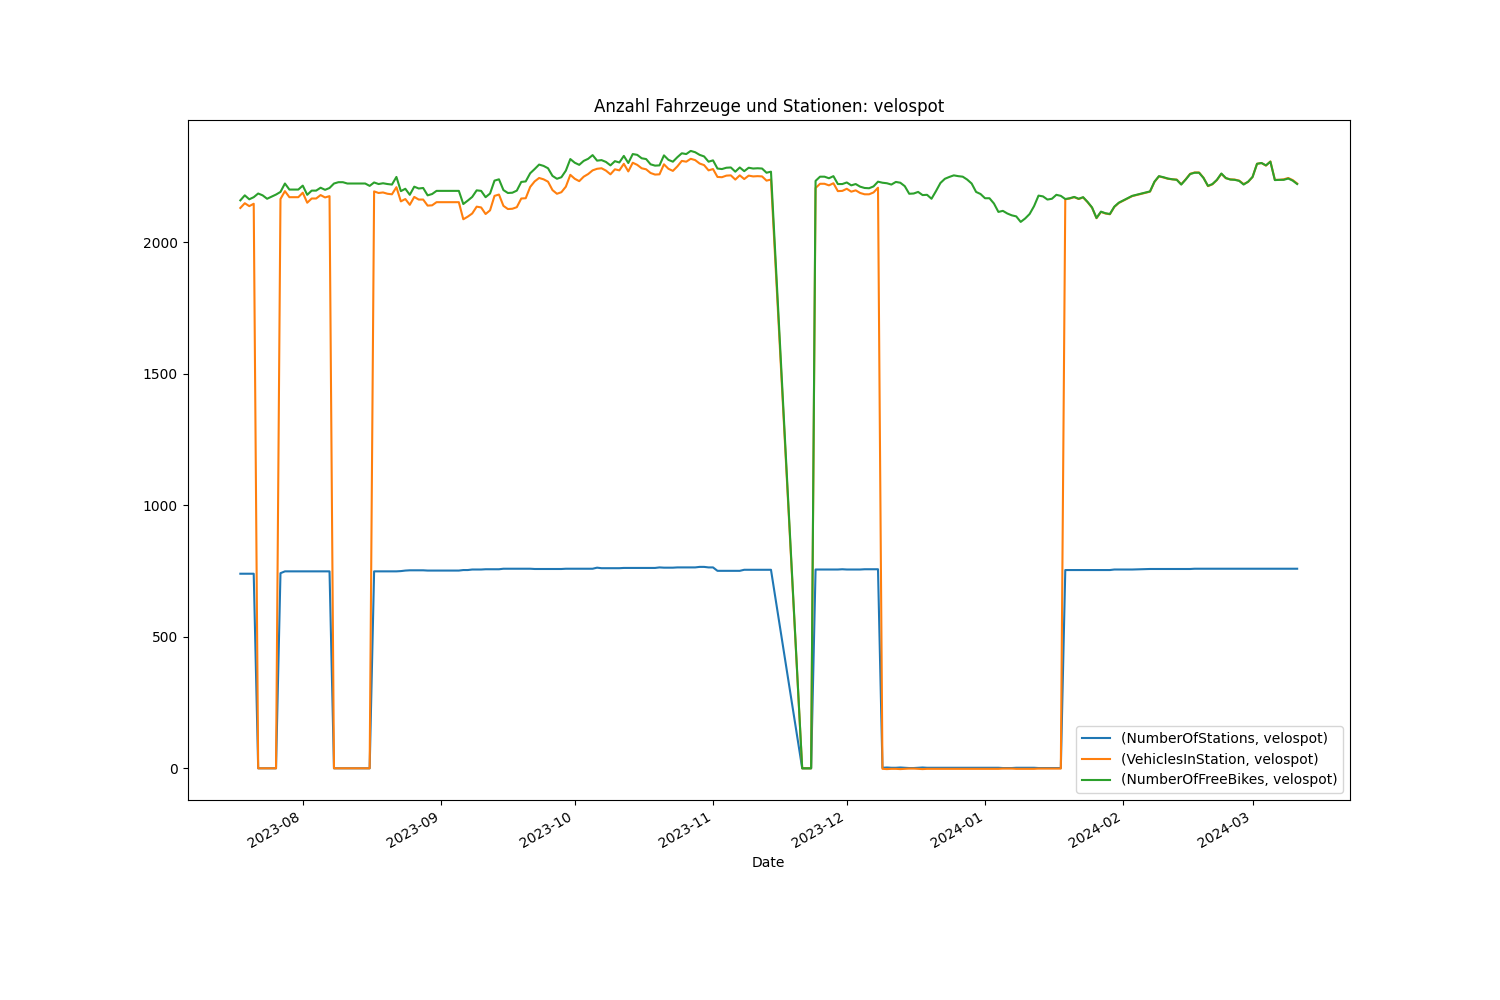 Anzahl Fahrzeuge und Stationen: velospot
2000
1500
1000
500
0
(NumberOfStations, velospot)
(VehiclesInStation, velospot)
(NumberOfFreeBikes, velospot)
2023-08
2023-09
2023-10
2023-11
2023-12
2024-01
2024-02
2024-03
Date